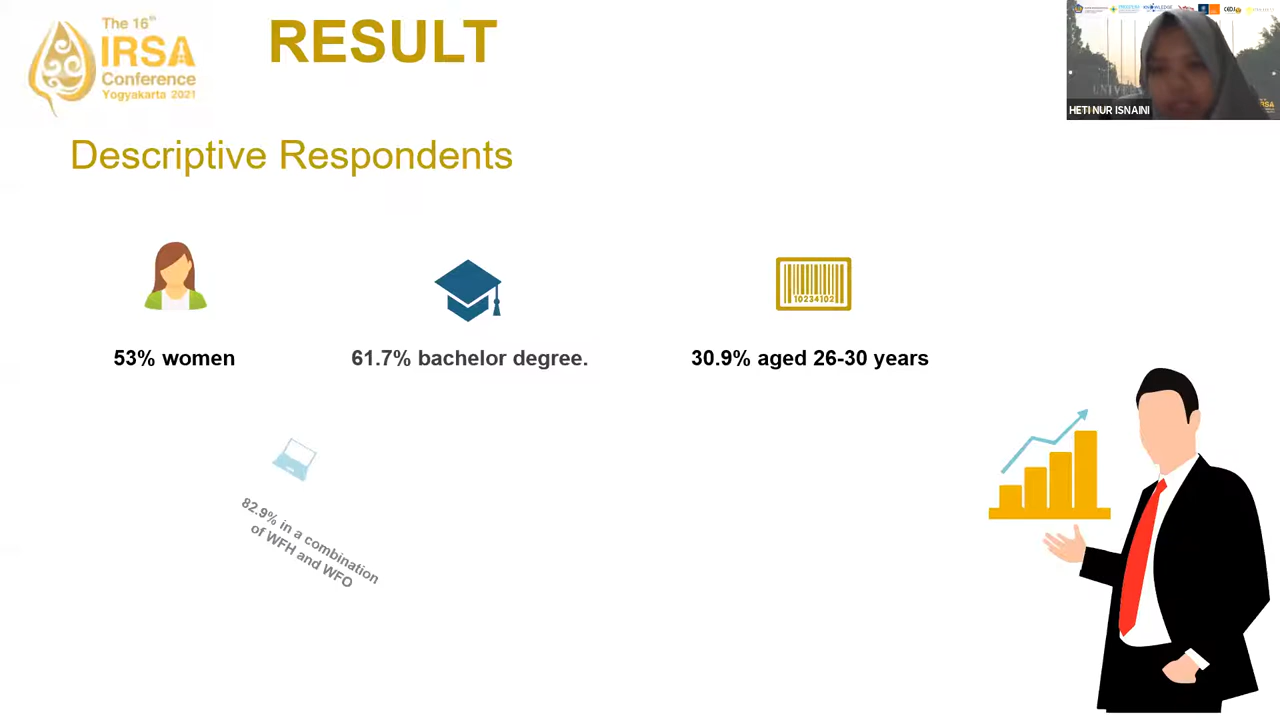 The 16th
IRSA
Conference
Yogyakarta 2021
RESULT
HETI NUR ISNAINI
Descriptive Respondents
10234102
53% women
61.7% bachelor degree.
30.9% aged 26-30 years
82.9% in a combination
of WFH and WFO